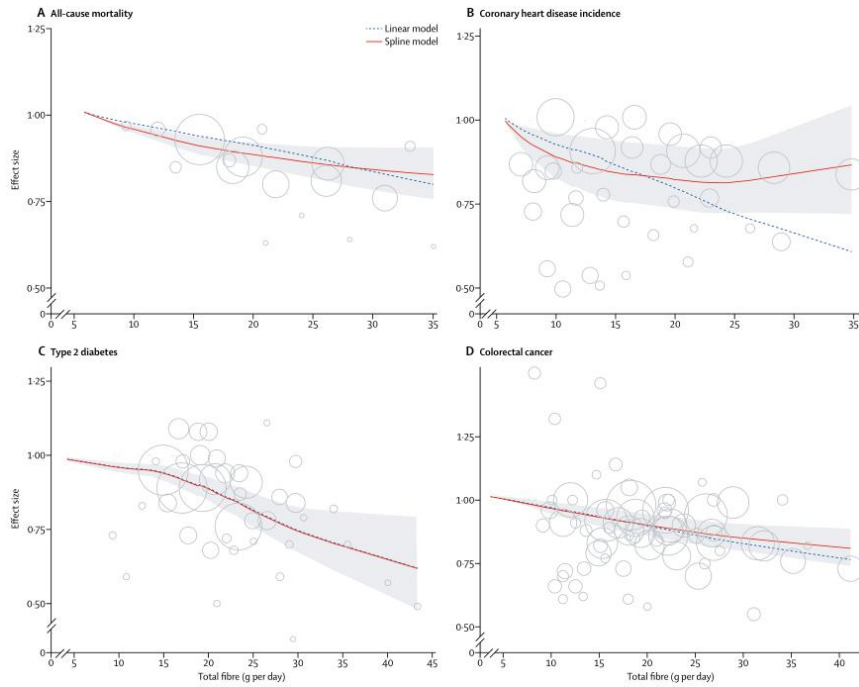 A All-cause mortality
Linear model
Spline model
1·25
1·00
0·75
0·50
0
Effect size
0 5 10 15 20 25 30 35
B Coronary heart disease incidence
1·25
1·00
0·75
0·50
0
0 5 10 15 20 25 30 35
C Type 2 diabetes
1·25
1·00
0·75
0·50
0
Effect size
0 5 10 15 20 25 30 35 40 45
Total fibre (g per day)
D Colorectal cancer
1·25
1·00
0·75
0·50
0
0 5 10 15 20 25 30 35 40
Total fibre (g per day)